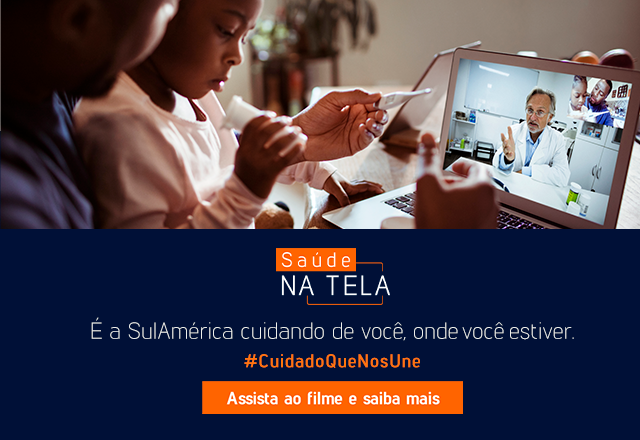 Saúde
NA TELA
É a SulAmérica cuidando de você, onde você estiver.
#CuidadoQueNosUne
Assista ao filme e saiba mais